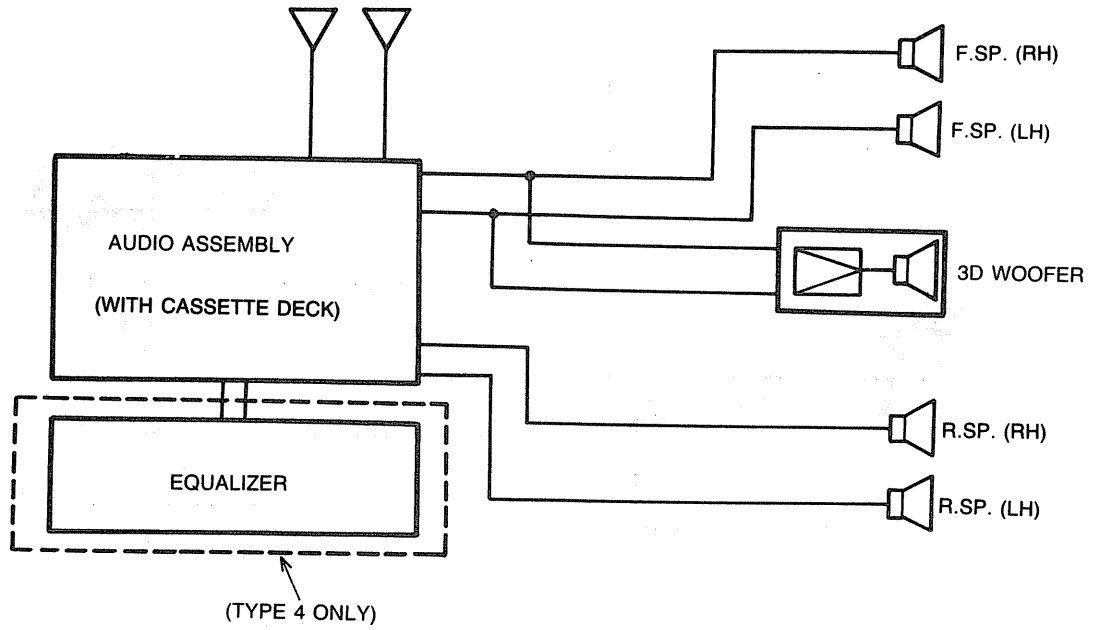 F.SP. (RH)
F.SP. (LH)
AUDIO ASSEMBLY
(WITH CASSETTE DECK)
3D WOOFER
R.SP. (RH)
EQUALIZER
R.SP. (LH)
(TYPE 4 ONLY)